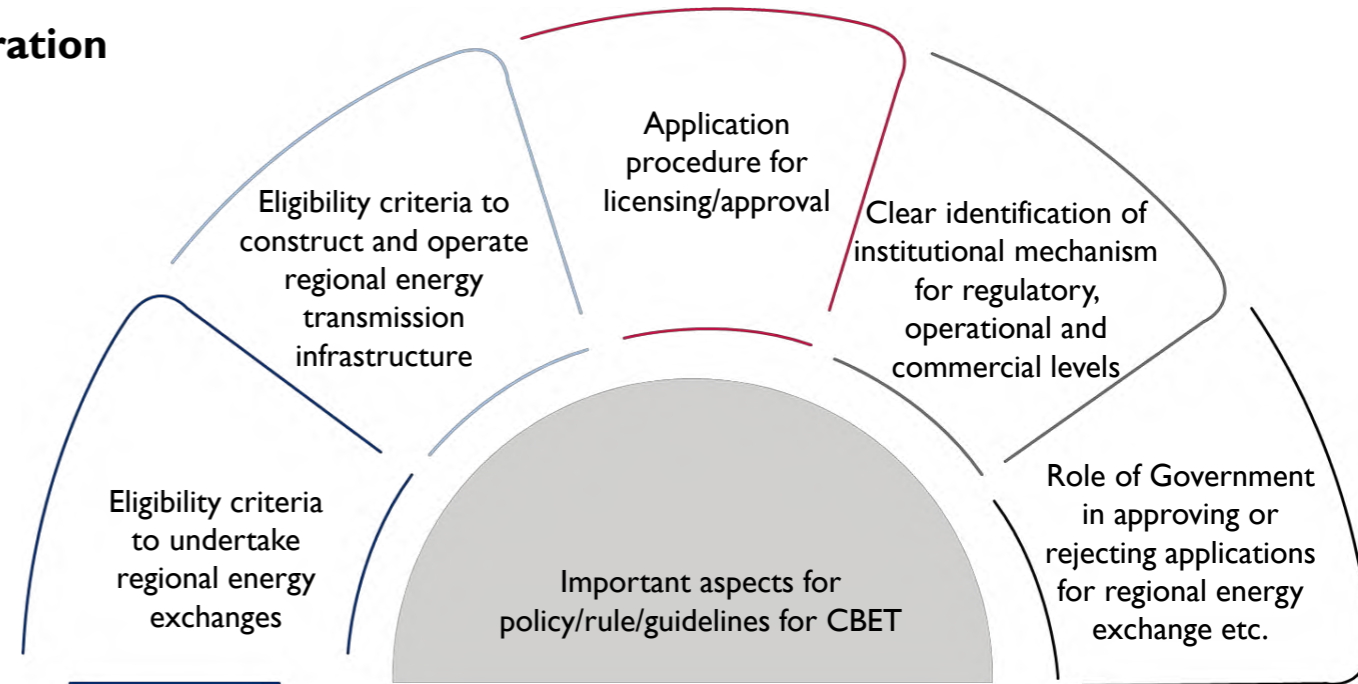 ration
Eligibility criteria
to undertake
regional energy
exchanges
Eligibility criteria to
construct and operate
regional energy
transmission
infrastructure
Application
procedure for
licensing/approval
Clear identification of
institutional mechanism
for regulatory,
operational and
commercial levels
Role of Government
in approving or
rejecting applications
for regional energy
exchange etc.
Important aspects for
policy/rule/guidelines for CBET